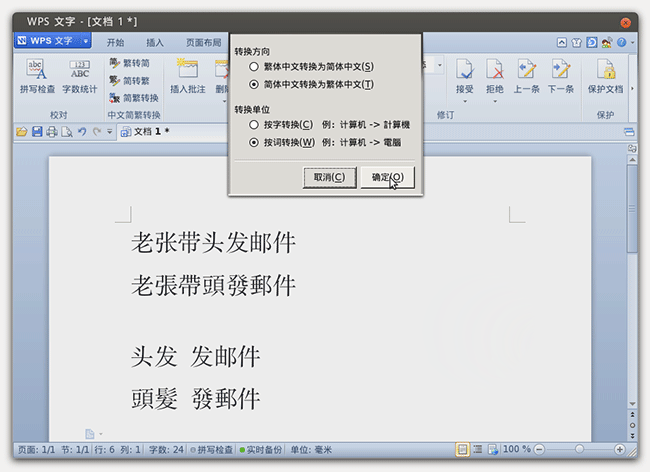 WPS 文字 - [文档 1 *]
WPS 文字 开始 插入 页面布局
拼写检查 字数统计 繁转简 简转繁 简繁转换 插入批注 接受 拒绝 上一条 下一条 保护文档
校对 中文简繁转换 修订 保护
文档 1 *
转换方向
繁体中文转换为简体中文(S)
简体中文转换为繁体中文(T)
转换单位
按字转换(C) 例: 计算机 -> 計算機
按词转换(W) 例: 计算机 -> 電腦
取消(C) 确定(O)
老张带头发邮件
老張帶頭發郵件
头发 发邮件
頭髮 發郵件
页面: 1/1 节: 1/1 行: 6 列: 1 字数: 24 拼写检查 实时备份 单位: 毫米 100 %